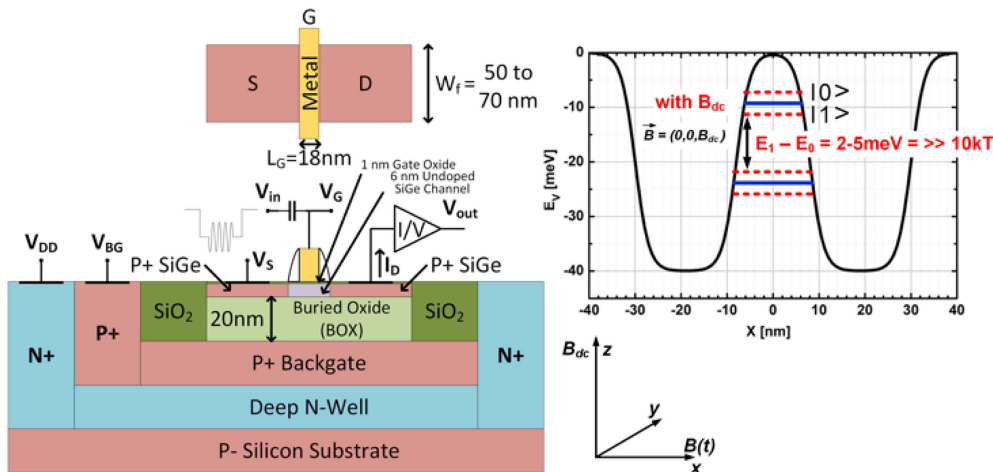 G
S
Metal
D
W_f = 50 to 70 nm
L_G=18nm
1 nm Gate Oxide
6 nm Undoped
SiGe Channel
V_in
V_G
V_out
I/V
V_DD
V_BG
P+ SiGe
V_S
I_D
P+ SiGe
SiO₂
20nm
Buried Oxide
(BOX)
SiO₂
N+
P+
N+
P+ Backgate
Deep N-Well
P- Silicon Substrate
E_V [meV]
0
-10
-20
-30
-40
-40 -30 -20 -10 0 10 20 30 40
X [nm]
with B_dc
B⃗ = (0,0,B_dc)
|0>
|1>
E₁ – E₀ = 2-5meV = >> 10kT
B_dc
z
y
B(t)
x